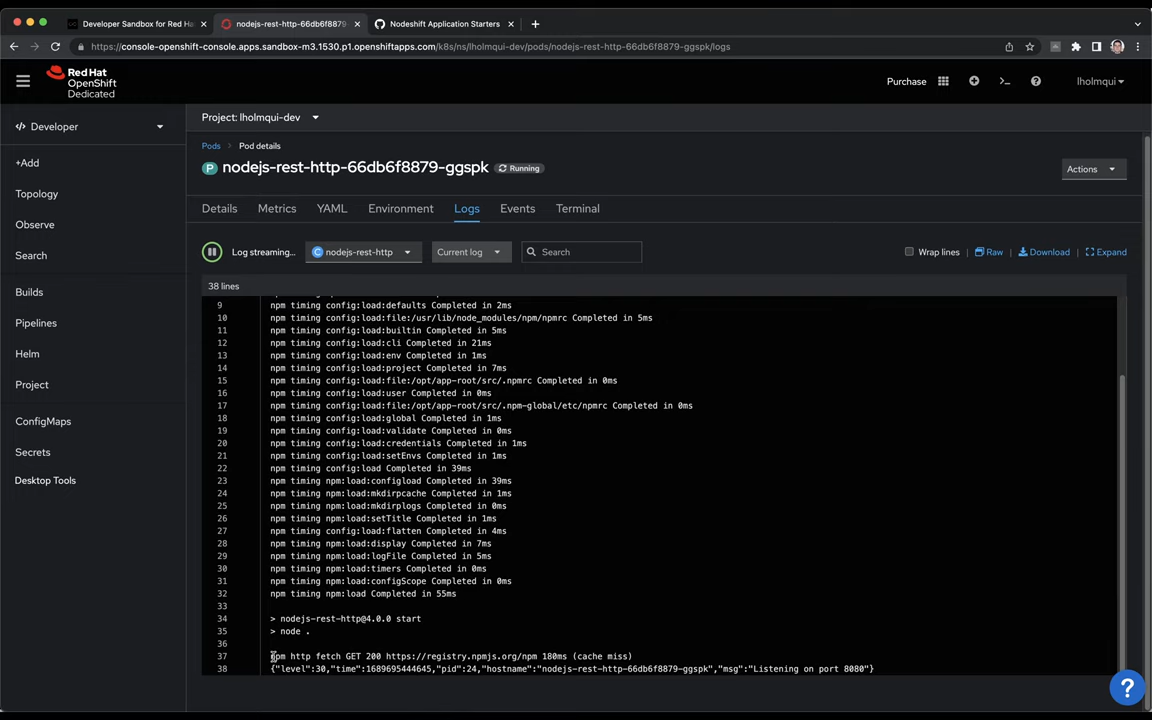 Developer Sandbox for Red Ha
nodejs-rest-http-66db6f8879
Nodeshift Application Starters
https://console-openshift-console.apps.sandbox-m3.1530.p1.openshiftapps.com/k8s/ns/lholmqui-dev/pods/nodejs-rest-http-66db6f8879-ggspk/logs
Red Hat
OpenShift
Dedicated
Purchase
lholmqui
Developer
+Add
Topology
Observe
Search
Builds
Pipelines
Helm
Project
ConfigMaps
Secrets
Desktop Tools
Project: lholmqui-dev
Pods > Pod details
P nodejs-rest-http-66db6f8879-ggspk Running
Actions
Details Metrics YAML Environment Logs Events Terminal
Log streaming... C nodejs-rest-http Current log Search Wrap lines | Raw | Download | Expand
38 lines
9 npm timing config:load:defaults Completed in 2ms
10 npm timing config:load:file:/usr/lib/node_modules/npm/npmrc Completed in 5ms
11 npm timing config:load:builtin Completed in 5ms
12 npm timing config:load:cli Completed in 21ms
13 npm timing config:load:env Completed in 1ms
14 npm timing config:load:project Completed in 7ms
15 npm timing config:load:file:/opt/app-root/src/.npmrc Completed in 0ms
16 npm timing config:load:user Completed in 0ms
17 npm timing config:load:file:/opt/app-root/src/.npm-global/etc/npmrc Completed in 0ms
18 npm timing config:load:global Completed in 1ms
19 npm timing config:load:validate Completed in 0ms
20 npm timing config:load:credentials Completed in 1ms
21 npm timing config:load:setEnvs Completed in 1ms
22 npm timing config:load Completed in 39ms
23 npm timing npm:load:configload Completed in 39ms
24 npm timing npm:load:mkdirpcache Completed in 1ms
25 npm timing npm:load:mkdirplogs Completed in 0ms
26 npm timing npm:load:setTitle Completed in 1ms
27 npm timing config:load:flatten Completed in 4ms
28 npm timing npm:load:display Completed in 7ms
29 npm timing npm:load:logFile Completed in 5ms
30 npm timing npm:load:timers Completed in 0ms
31 npm timing npm:load:configScope Completed in 0ms
32 npm timing npm:load Completed in 55ms
33
34 > nodejs-rest-http@4.0.0 start
35 > node .
36
37 npm http fetch GET 200 https://registry.npmjs.org/npm 180ms (cache miss)
38 {"level":30,"time":1689695444645,"pid":24,"hostname":"nodejs-rest-http-66db6f8879-ggspk","msg":"Listening on port 8080"}
?